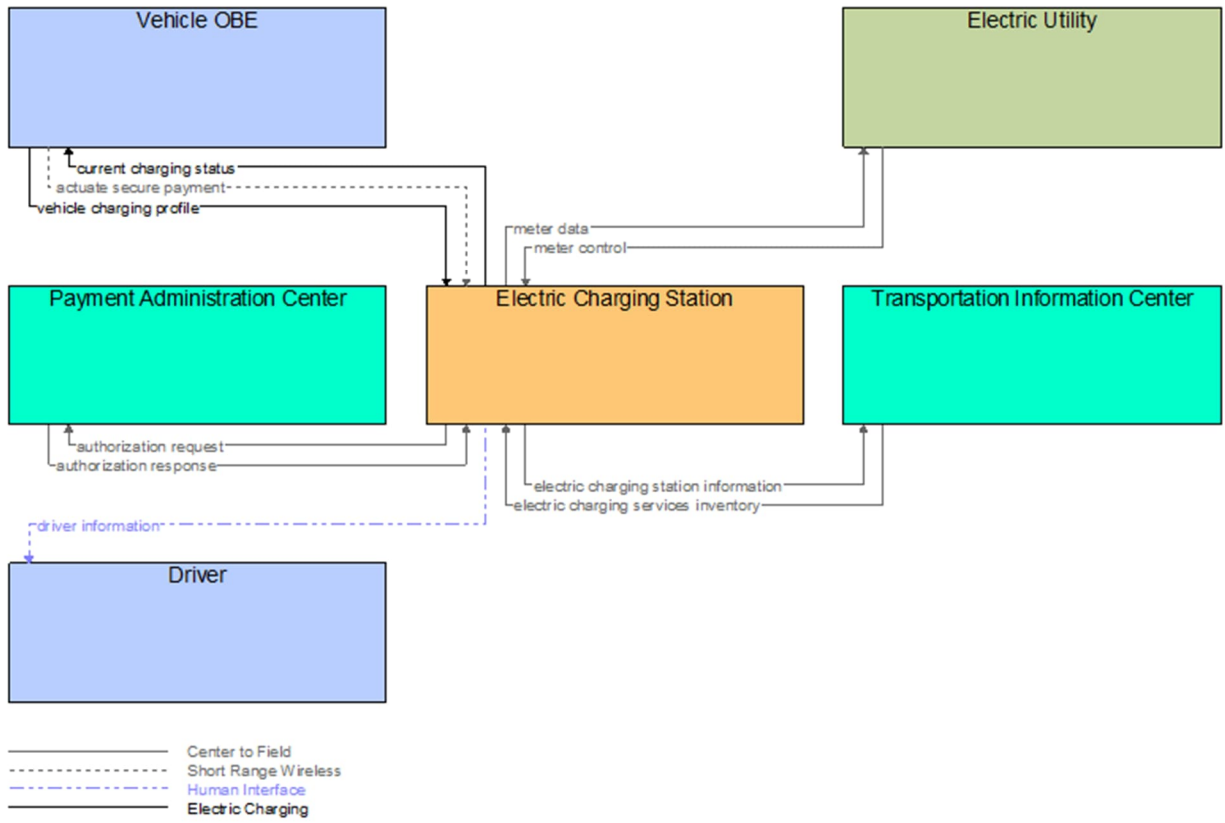 Vehicle OBE
Electric Utility
current charging status
actuate secure payment
vehicle charging profile
meter data
meter control
Payment Administration Center
Electric Charging Station
Transportation Information Center
authorization request
authorization response
electric charging station information
electric charging services inventory
driver information
Driver
Center to Field
Short Range Wireless
Human Interface
Electric Charging